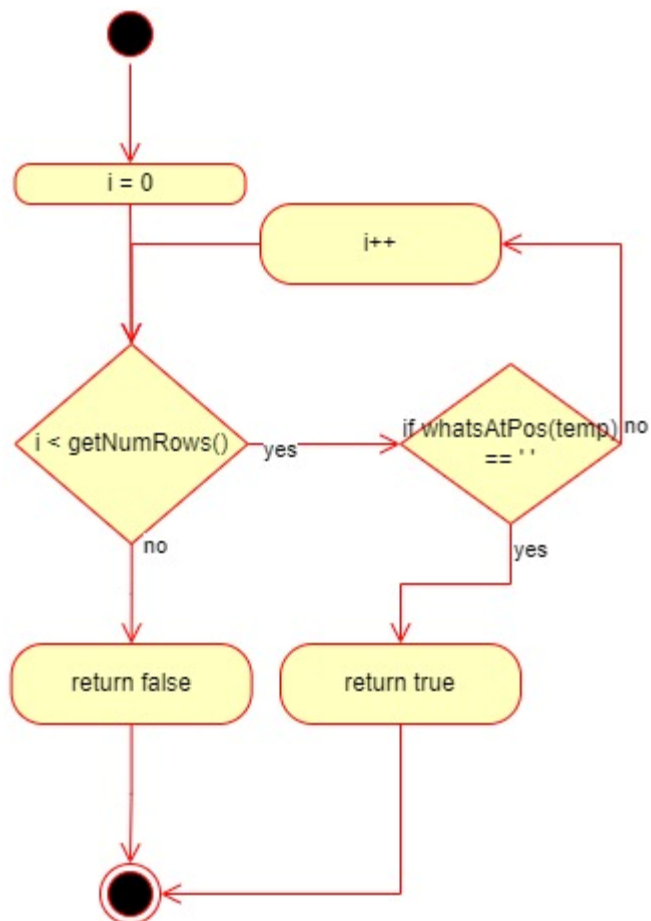 i = 0
i++
i < getNumRows()
yes
if whatsAtPos(temp)
== ' '
no
no
yes
return false
return true